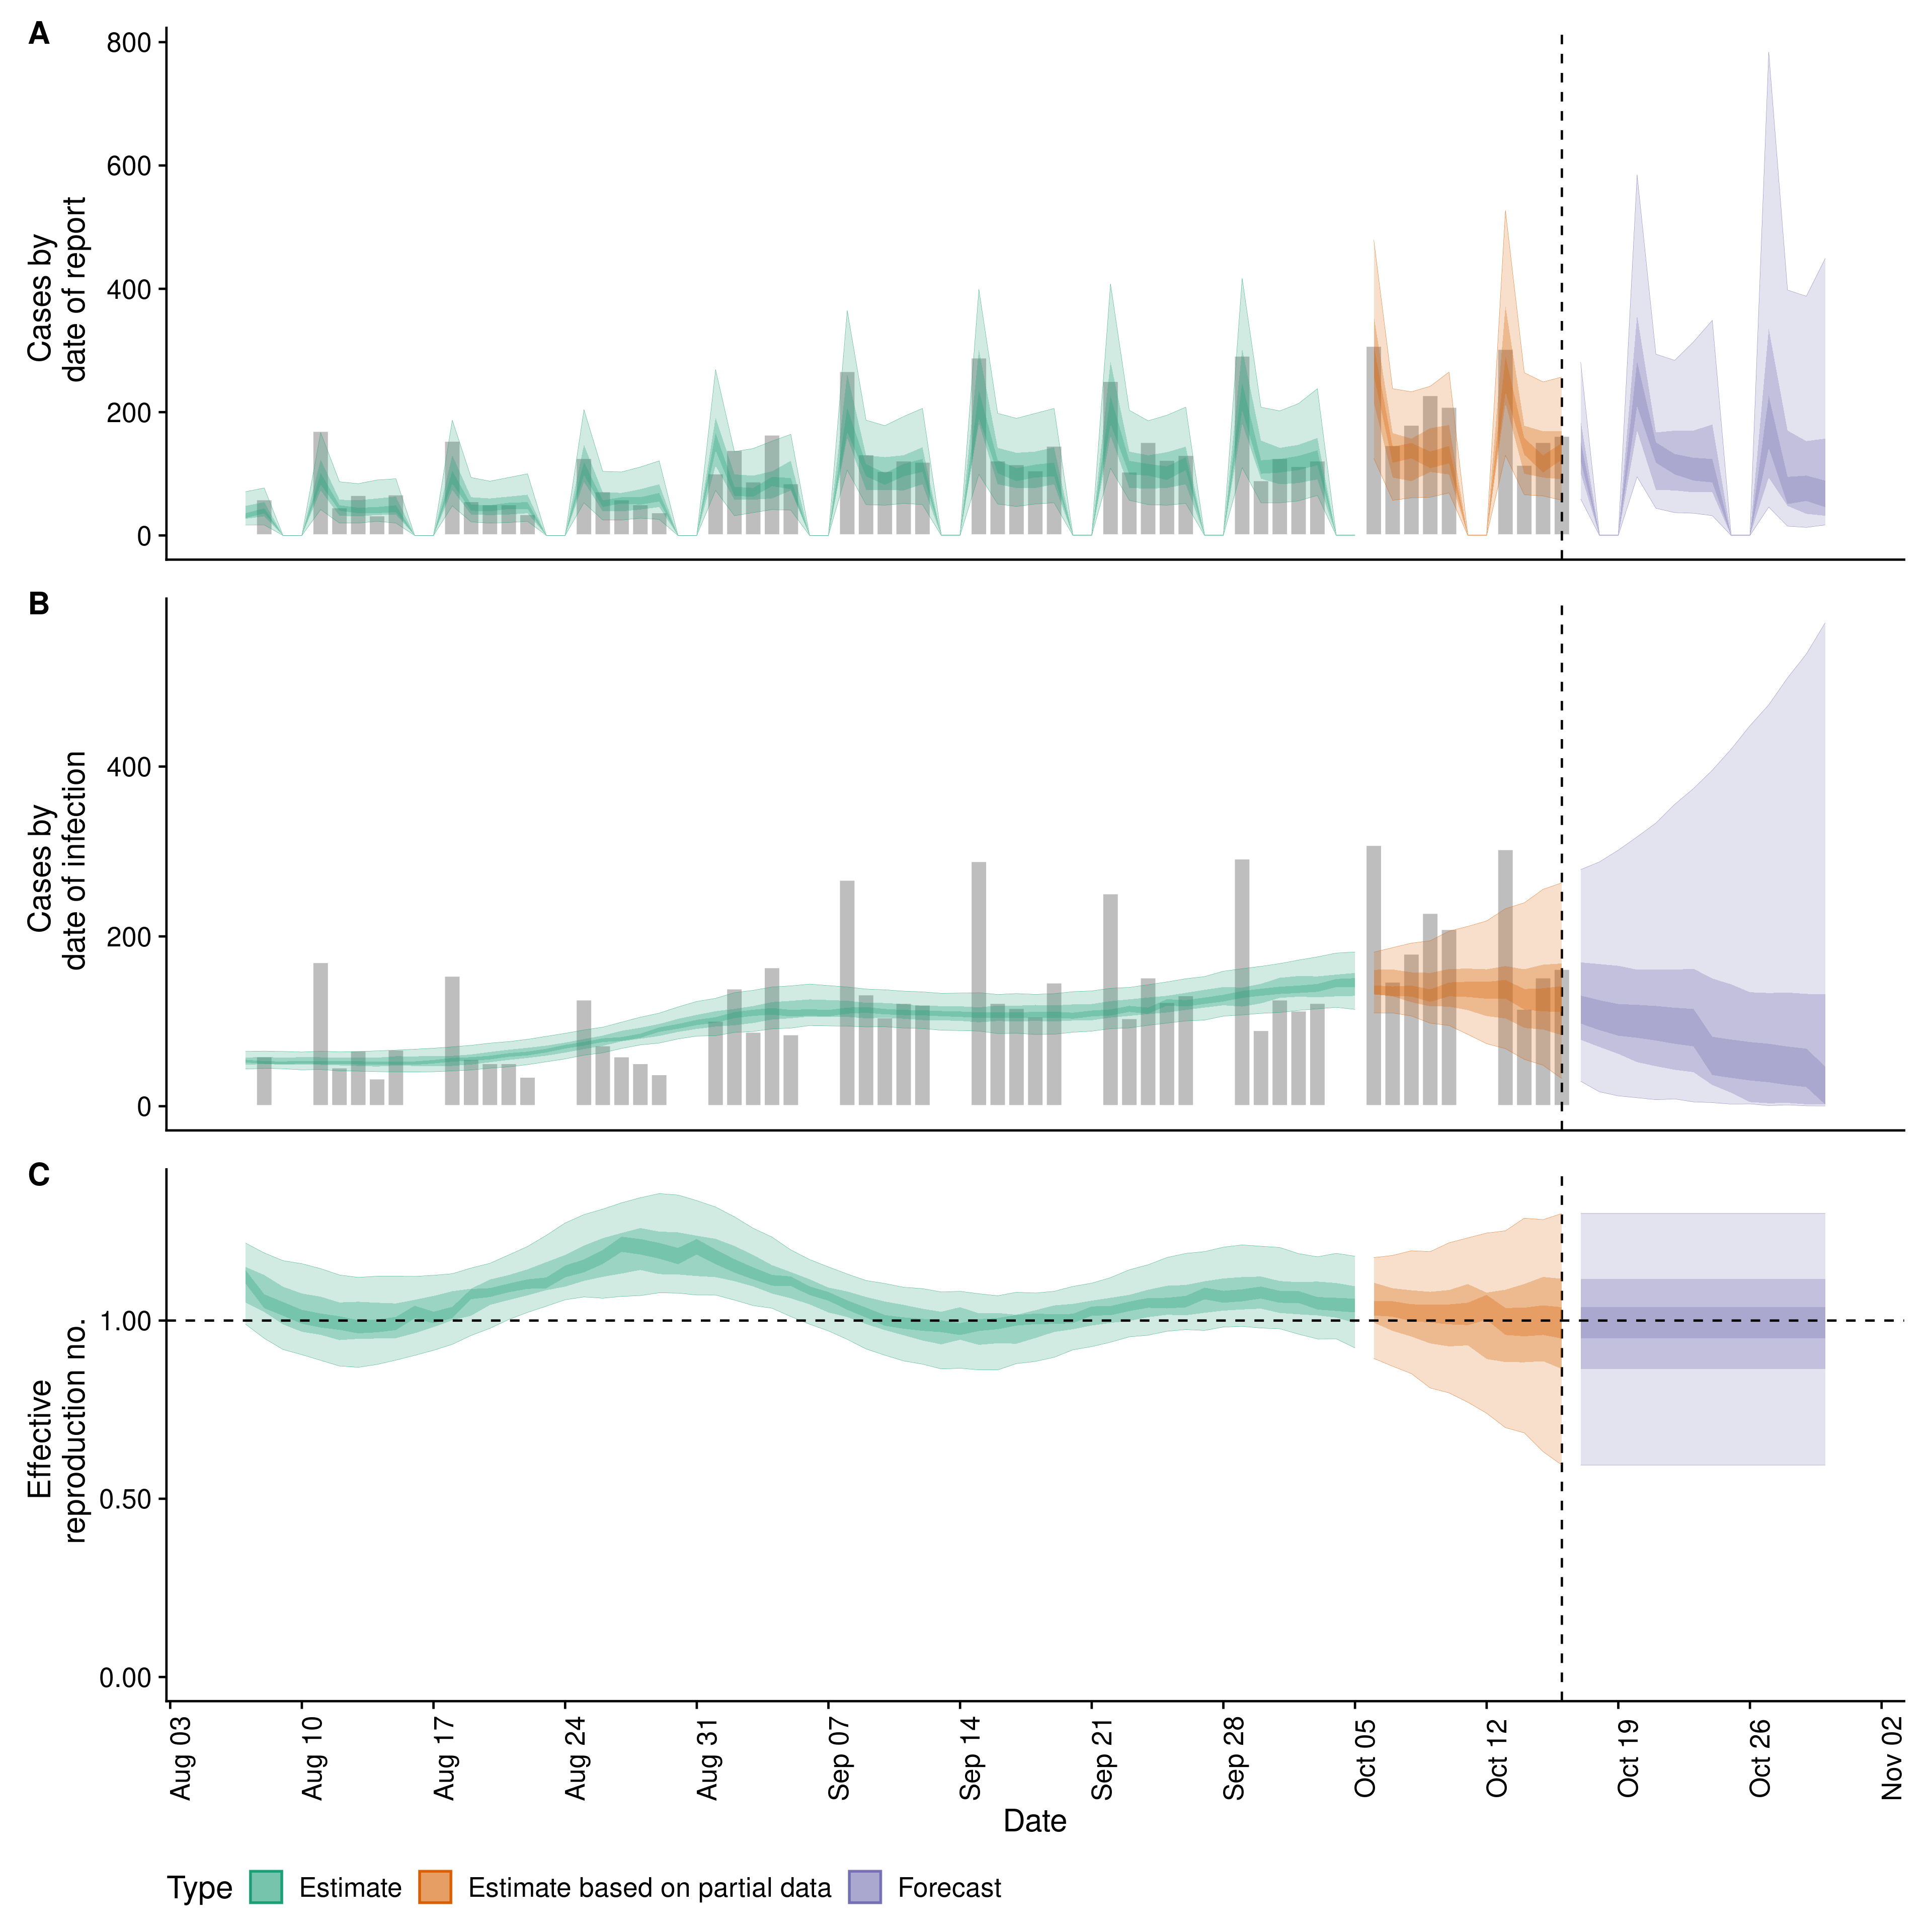 A
800
600
400
200
0
Cases by
date of report
B
400
200
0
Cases by
date of infection
C
1.00
0.50
0.00
Effective
reproduction no.
Aug 03
Aug 10
Aug 17
Aug 24
Aug 31
Sep 07
Sep 14
Sep 21
Sep 28
Oct 05
Oct 12
Oct 19
Oct 26
Nov 02
Date
Type Estimate Estimate based on partial data Forecast